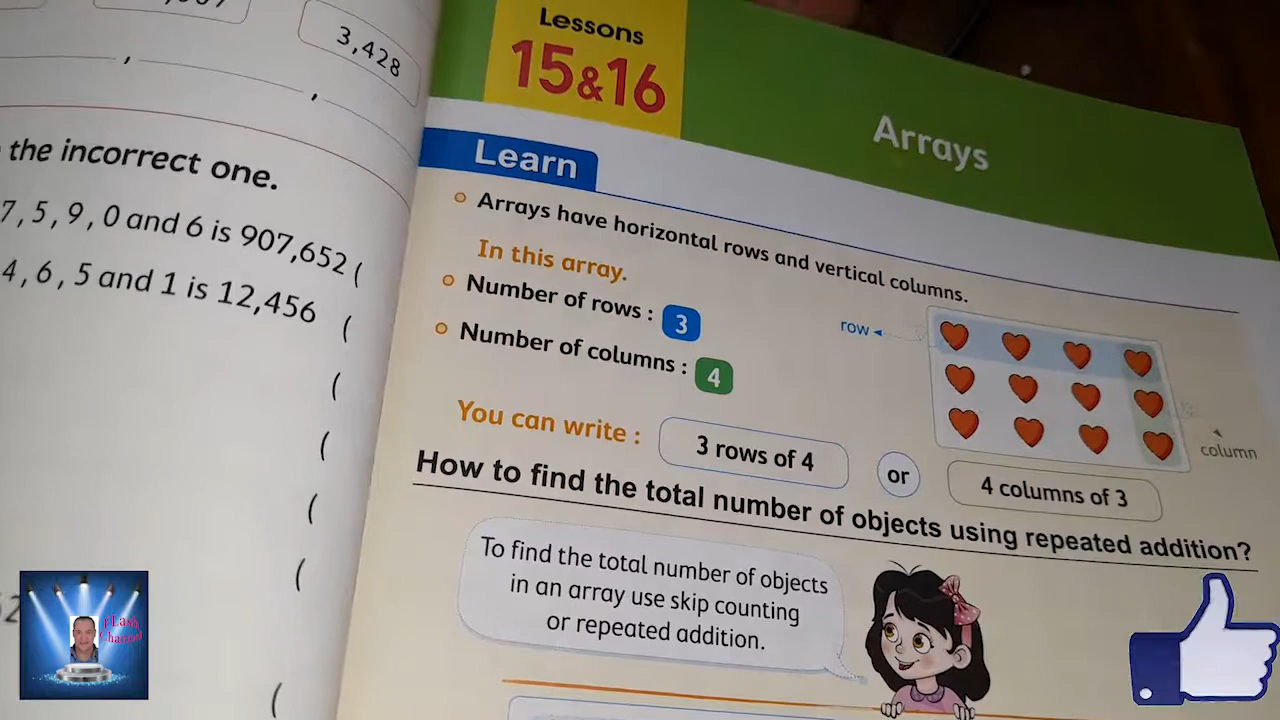 3,428
,
,
the incorrect one.
7, 5, 9, 0 and 6 is 907,652 (
4, 6, 5 and 1 is 12,456 (
(
(
(
(
(
Lessons
15&16
Arrays
Learn
Arrays have horizontal rows and vertical columns.
In this array.
Number of rows : 3
Number of columns : 4
row
column
You can write : 3 rows of 4 or 4 columns of 3
How to find the total number of objects using repeated addition?
To find the total number of objects
in an array use skip counting
or repeated addition.
FLash
Channel